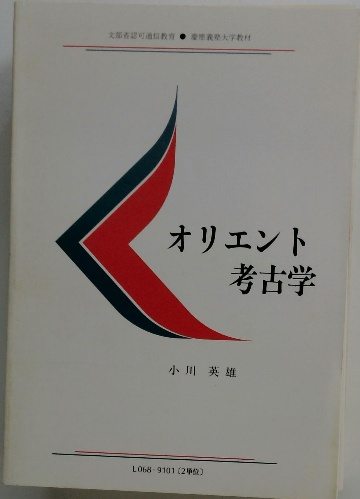 文部省認可通信教育 ● 慶應義塾大学教材
オリエント
考古学
小川 英雄
L068-9101(2単位)